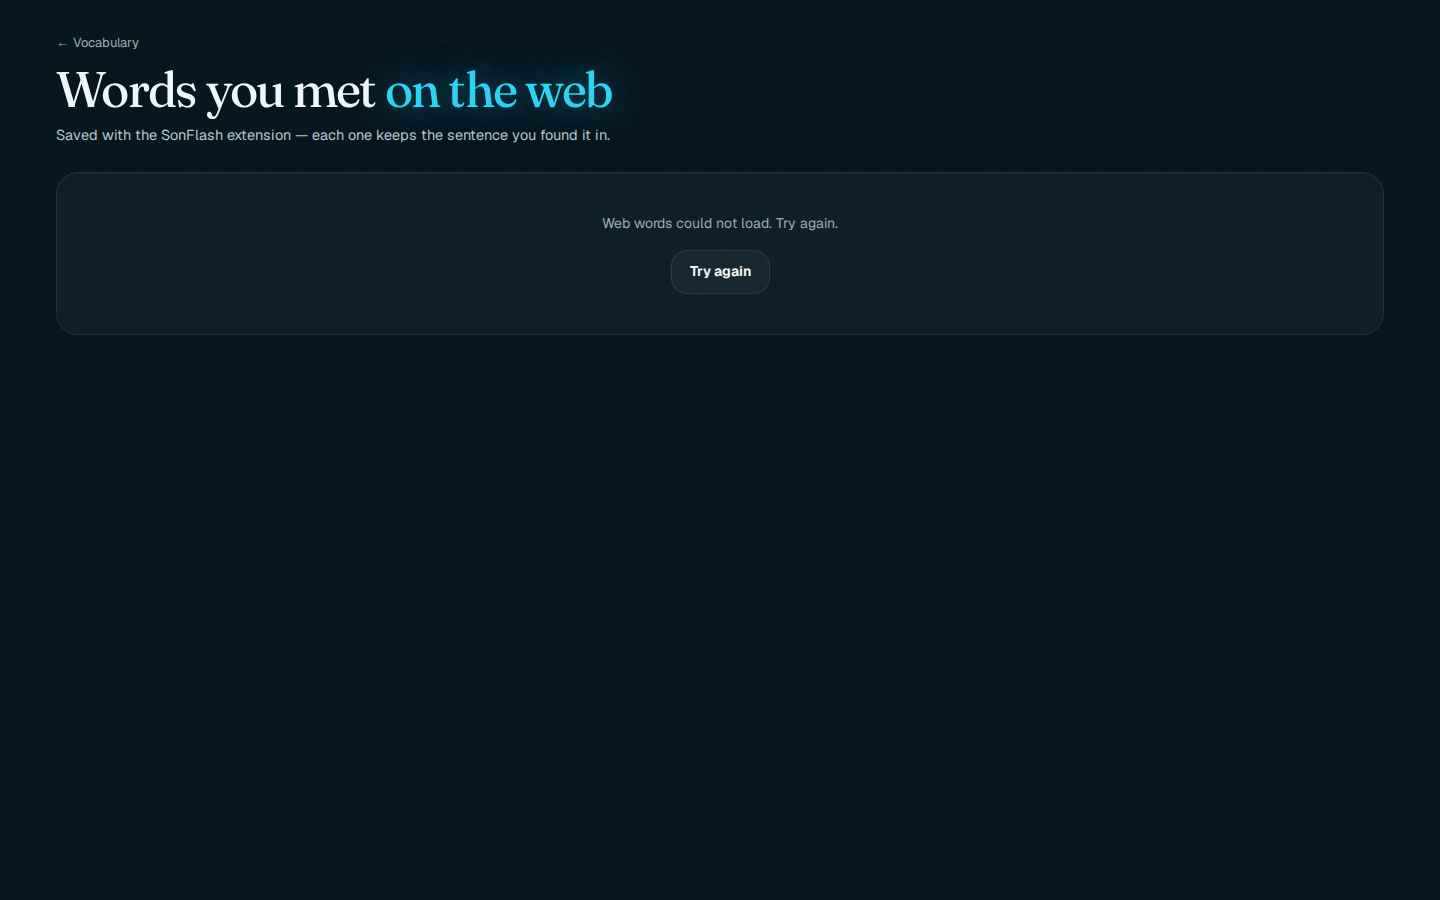 ← Vocabulary
Words you met on the web
Saved with the SonFlash extension — each one keeps the sentence you found it in.
Web words could not load. Try again.
Try again